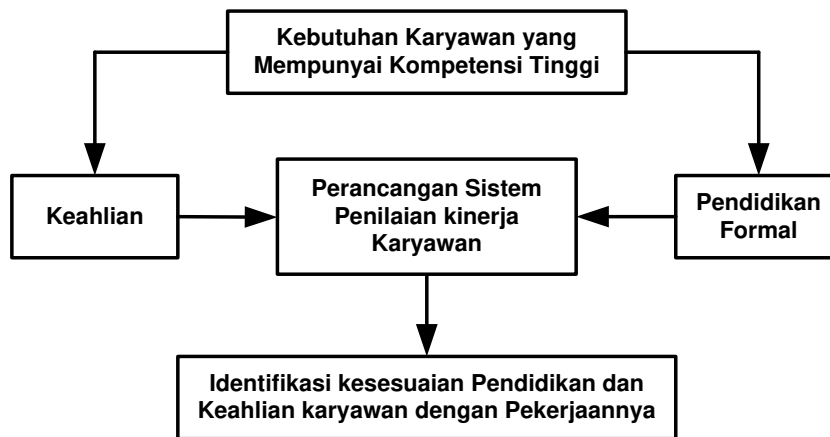 Kebutuhan Karyawan yang
Mempunyai Kompetensi Tinggi
Keahlian
Perancangan Sistem
Penilaian kinerja
Karyawan
Pendidikan
Formal
Identifikasi kesesuaian Pendidikan dan
Keahlian karyawan dengan Pekerjaannya